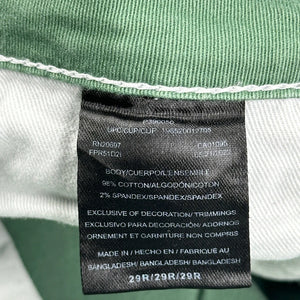 UPC/CUP/CUP
RN20697
FPR51D2I
BODY/CUERPO/L'ENSEMBLE
98% COTTON/ALGODÓN/COTON
2% SPANDEX/SPANDEX/SPANDEX
EXCLUSIVE OF DECORATION/TRIMMINGS
EXCLUSIVO PARA DECORACIÓN/ADORNOS
ORNEMENT ET GARNITURE NON COMPRIS
MADE IN / HECHO EN / FABRIQUÉ AU
BANGLADESH/ BANGLADESH/ BANGLADESH
29R/29R/29R